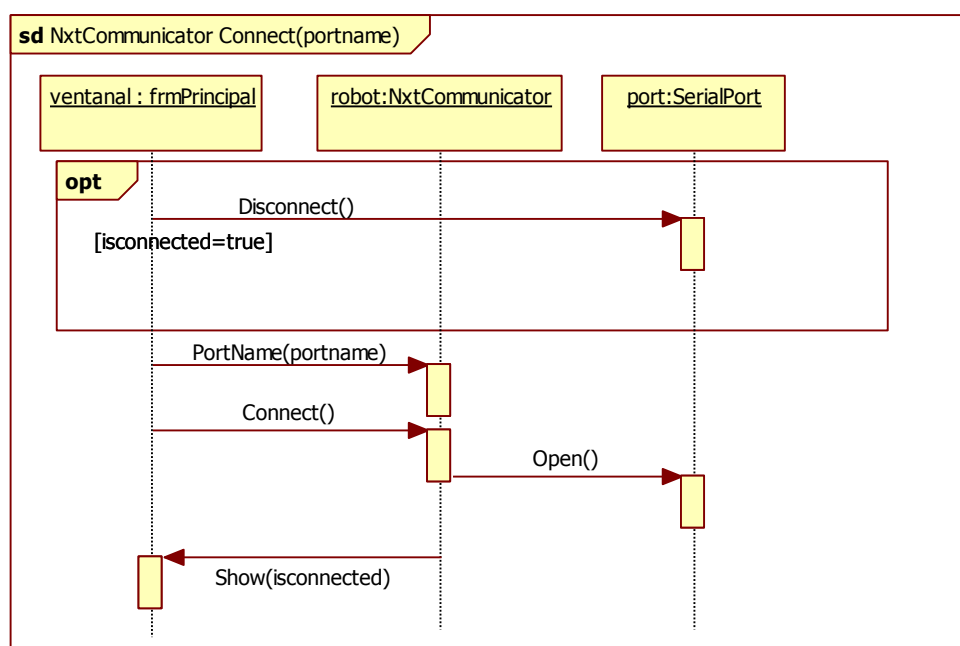 sd NxtCommunicator Connect(portname)
ventanal : frmPrincipal
robot:NxtCommunicator
port:SerialPort
opt
Disconnect()
[isconnected=true]
PortName(portname)
Connect()
Open()
Show(isconnected)